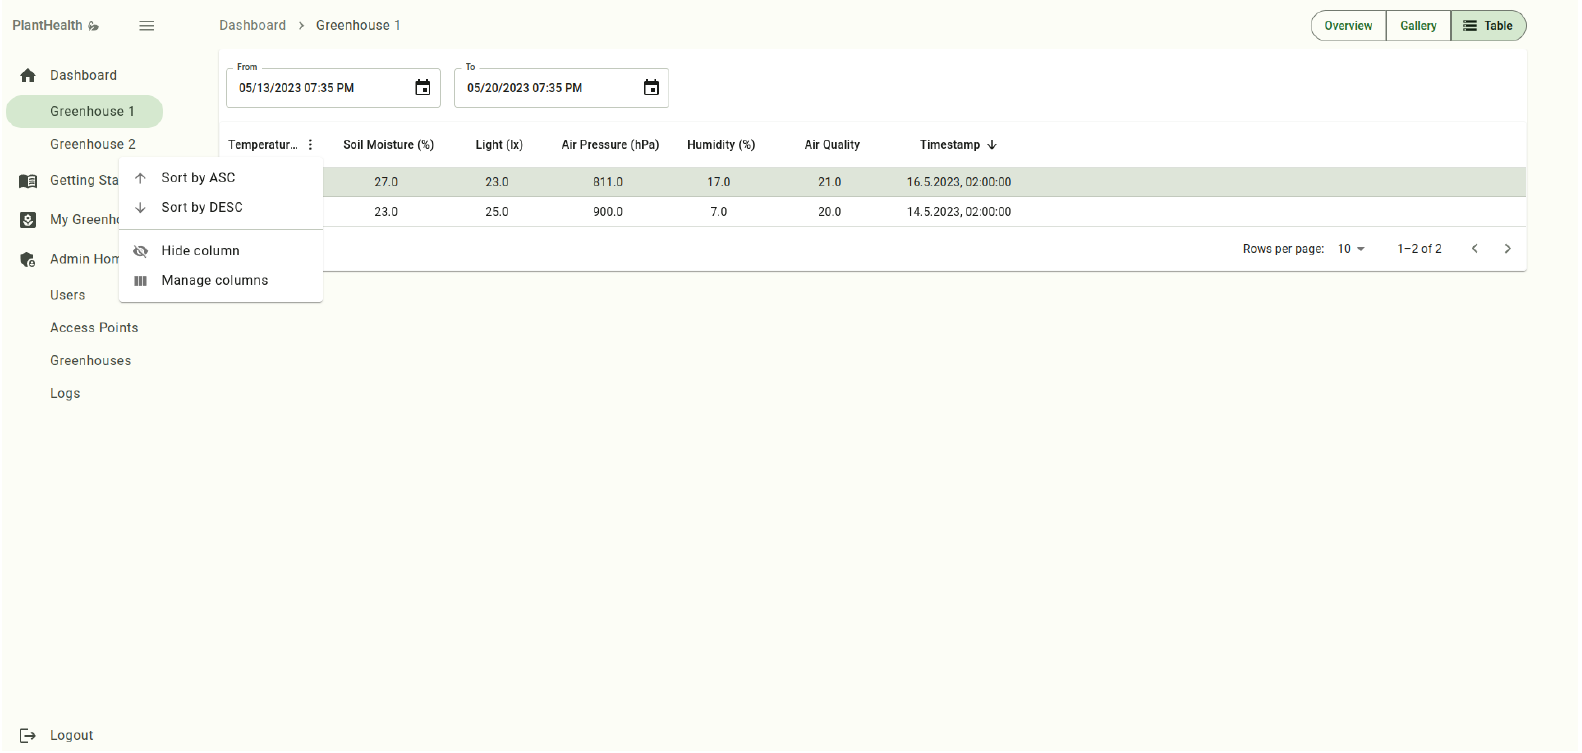 PlantHealth
Dashboard > Greenhouse 1
Overview
Gallery
Table
Dashboard
Greenhouse 1
Greenhouse 2
Getting Sta
My Greenho
Admin Hom
Users
Access Points
Greenhouses
Logs
Logout
From
05/13/2023 07:35 PM
To
05/20/2023 07:35 PM
Temperatur... Soil Moisture (%) Light (lx) Air Pressure (hPa) Humidity (%) Air Quality Timestamp
27.0 23.0 811.0 17.0 21.0 16.5.2023, 02:00:00
23.0 25.0 900.0 7.0 20.0 14.5.2023, 02:00:00
Rows per page: 10 1–2 of 2
Sort by ASC
Sort by DESC
Hide column
Manage columns